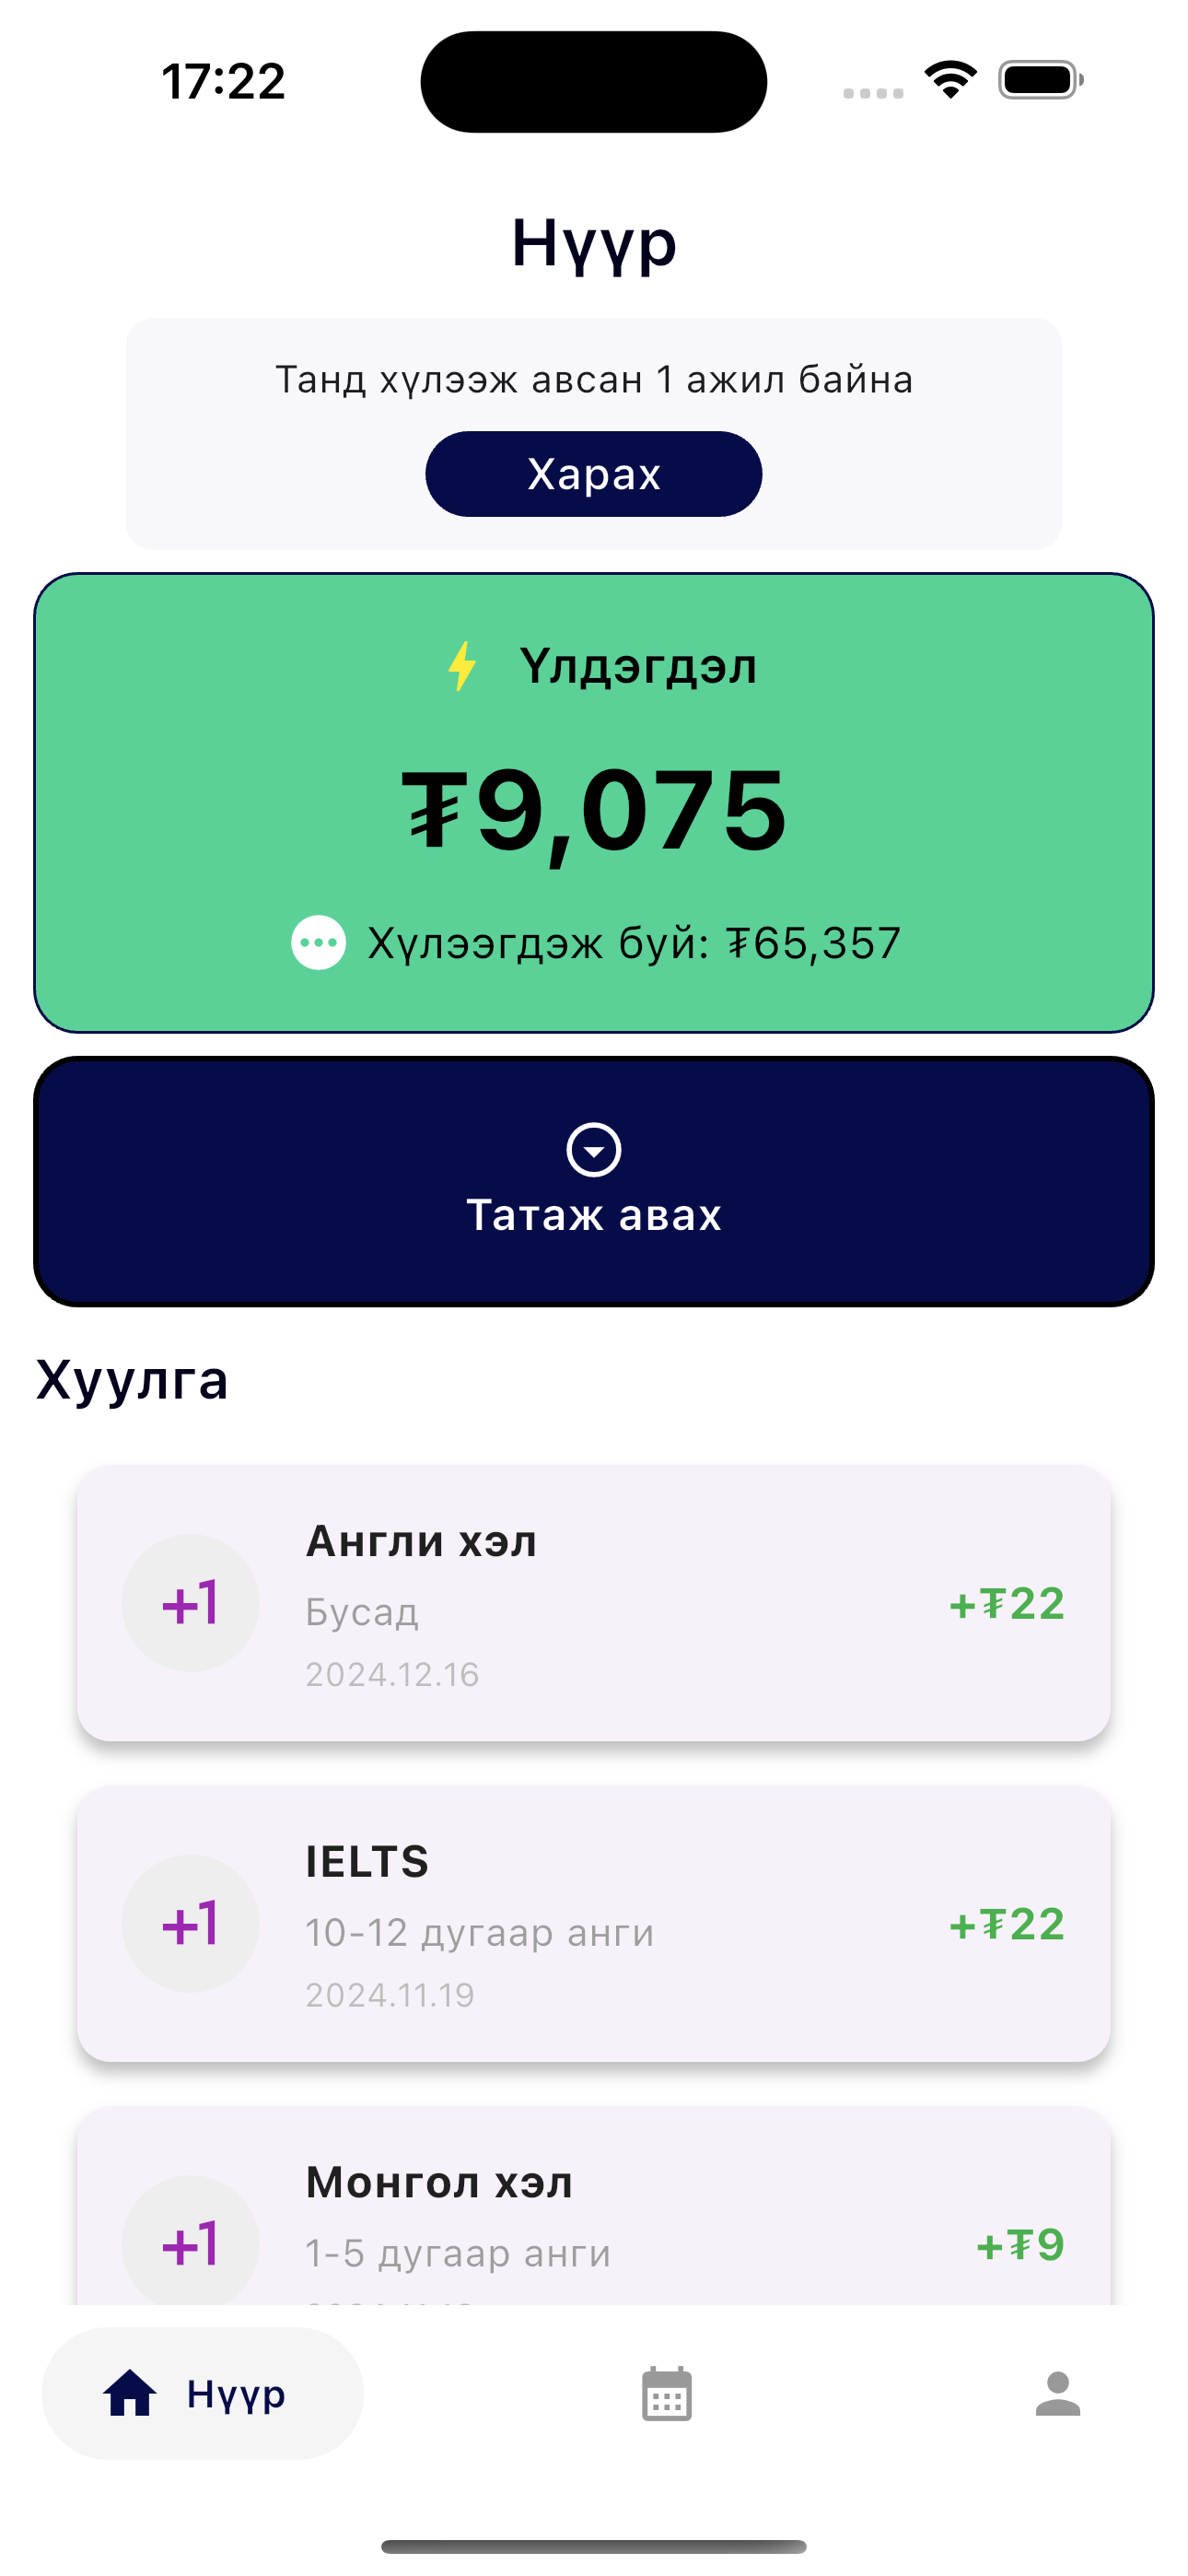 17:22
Нүүр
Танд хүлээж авсан 1 ажил байна
Харах
Үлдэгдэл
₮9,075
Хүлээгдэж буй: ₮65,357
Татаж авах
Хуулга
Англи хэл
+1
Бусад
+₮22
2024.12.16
IELTS
+1
10-12 дугаар анги
+₮22
2024.11.19
Монгол хэл
+1
1-5 дугаар анги
+₮9
Нүүр